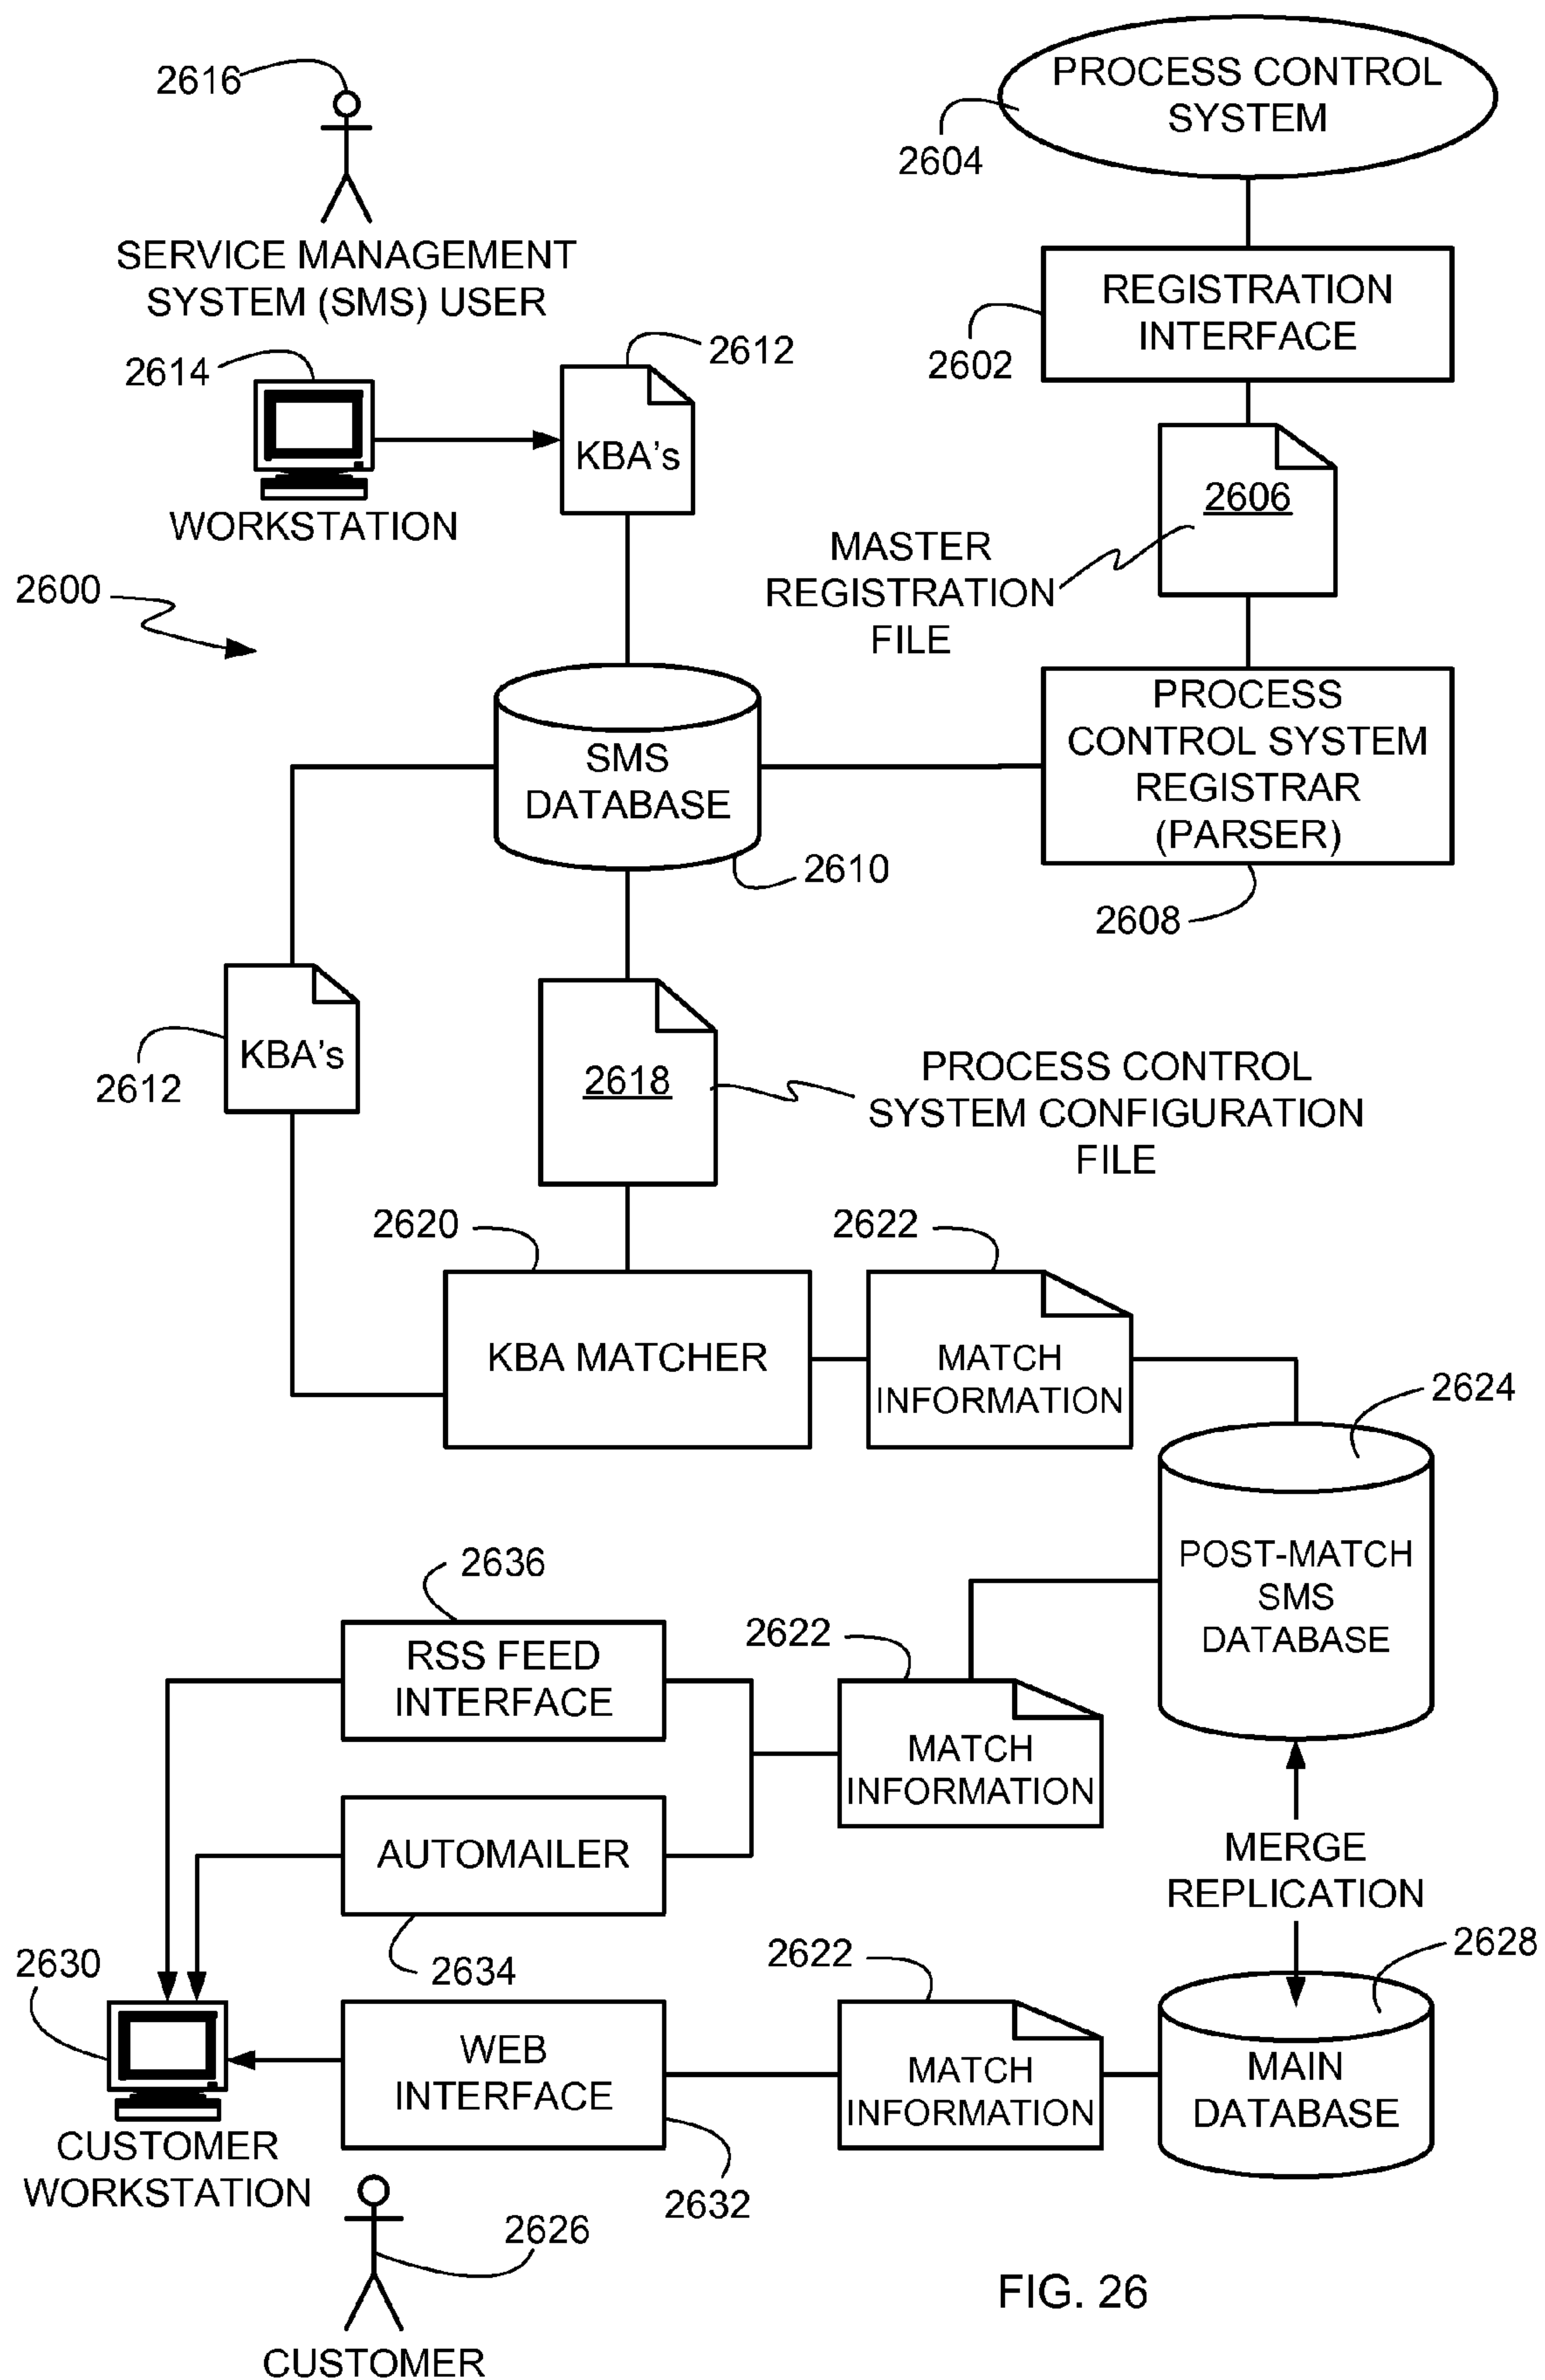 2616
PROCESS CONTROL
SYSTEM
2604
SERVICE MANAGEMENT
SYSTEM (SMS) USER
REGISTRATION
INTERFACE
2602
2614
2612
KBA's
WORKSTATION
2606
MASTER
REGISTRATION
FILE
2600
PROCESS
CONTROL SYSTEM
REGISTRAR
(PARSER)
SMS
DATABASE
2610
2608
KBA's
2612
2618
PROCESS CONTROL
SYSTEM CONFIGURATION
FILE
2620
2622
KBA MATCHER
MATCH
INFORMATION
2624
POST-MATCH
SMS
DATABASE
2636
RSS FEED
INTERFACE
2622
MATCH
INFORMATION
AUTOMAILER
MERGE
REPLICATION
2634
2630
2622
2628
WEB
INTERFACE
MATCH
INFORMATION
MAIN
DATABASE
CUSTOMER
WORKSTATION
2632
2626
CUSTOMER
FIG. 26